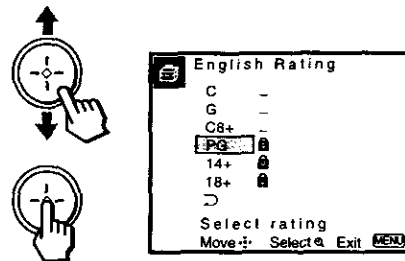 English Rating
C –
G –
C8+ –
PG
14+
18+
Select rating
Move Select Exit MENU